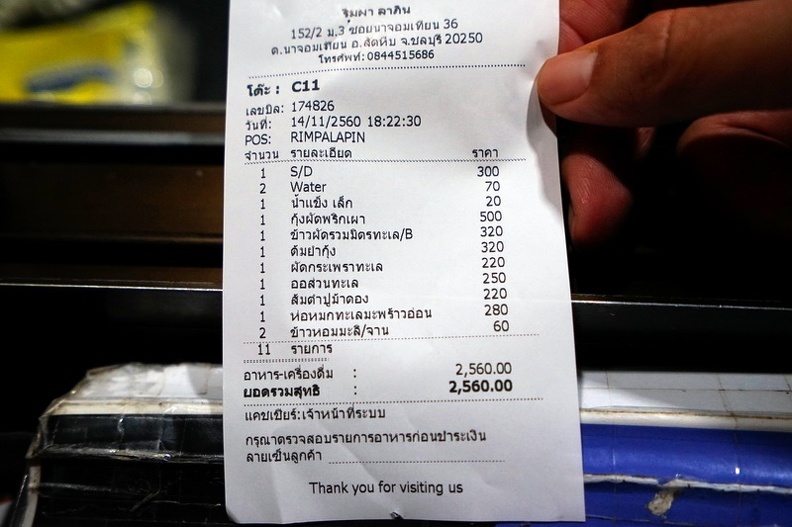 ริมผา ลาภิน
152/2 ม.3 ซอยนาจอมเทียน 36
ต.นาจอมเทียน อ.สัตหีบ จ.ชลบุรี 20250
โทรศัพท์: 0844515686
โต๊ะ : C11
เลขบิล: 174826
วันที่: 14/11/2560 18:22:30
POS: RIMPALAPIN
จำนวน รายละเอียด ราคา
1 S/D 300
2 Water 70
1 น้ำแข็ง เล็ก 20
1 กุ้งผัดพริกเผา 500
1 ข้าวผัดรวมมิตรทะเล/B 320
1 ต้มยำกุ้ง 320
1 ผัดกระเพราทะเล 220
1 ออส่วนทะเล 250
1 ส้มตำปูม้าดอง 220
1 ห่อหมกทะเลมะพร้าวอ่อน 280
2 ข้าวหอมมะลิ/จาน 60
11 รายการ
อาหาร-เครื่องดื่ม : 2,560.00
ยอดรวมสุทธิ : 2,560.00
แคชเชียร์:เจ้าหน้าที่ระบบ
กรุณาตรวจสอบรายการอาหารก่อนชำระเงิน
ลายเซ็นลูกค้า
Thank you for visiting us